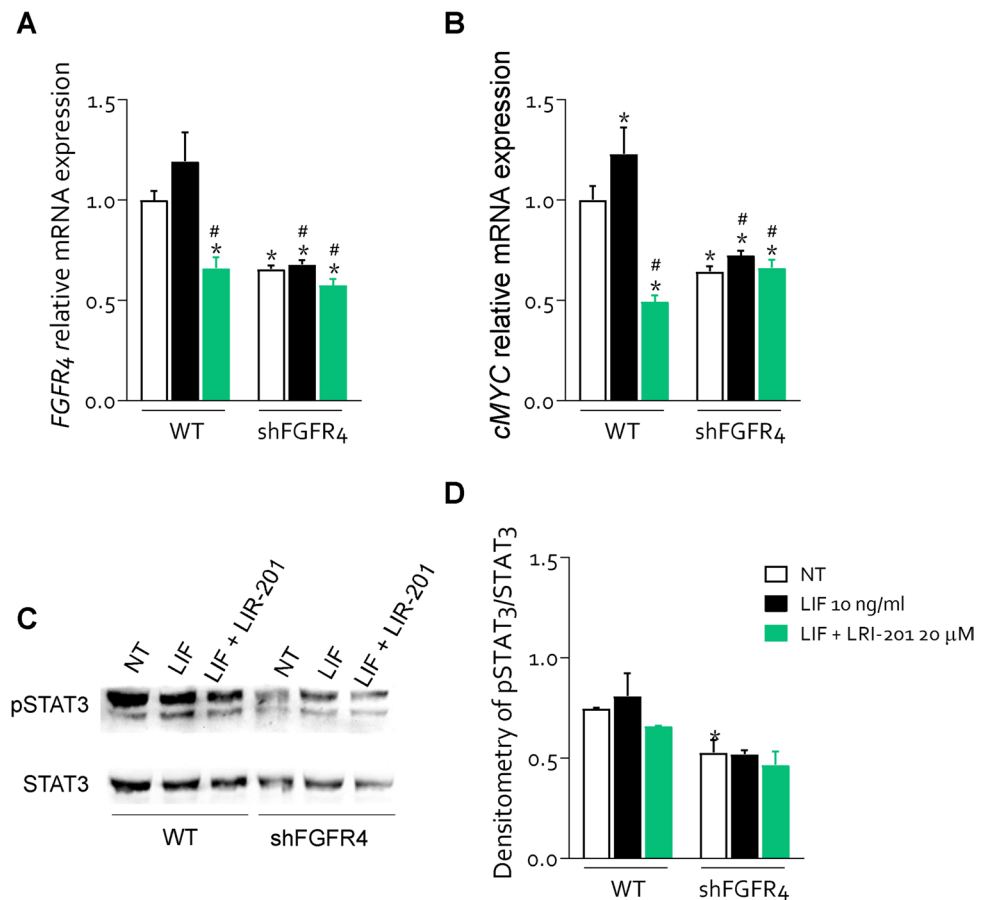 A
FGFR4 relative mRNA expression
1.5
1.0
0.5
0.0
#
*
*
#
*
#
*
WT
shFGFR4
B
cMYC relative mRNA expression
1.5
1.0
0.5
0.0
*
#
*
*
#
*
#
*
WT
shFGFR4
C
NT
LIF
LIF + LIR-201
NT
LIF
LIF + LIR-201
pSTAT3
STAT3
WT
shFGFR4
D
Densitometry of pSTAT3/STAT3
1.5
1.0
0.5
0.0
*
WT
shFGFR4
NT
LIF 10 ng/ml
LIF + LRI-201 20 µM